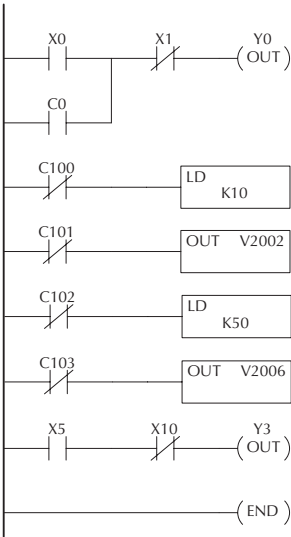 X0 X1 Y0
OUT
C0
C100
LD
K10
C101
OUT V2002
C102
LD
K50
C103
OUT V2006
X5 X10 Y3
OUT
END